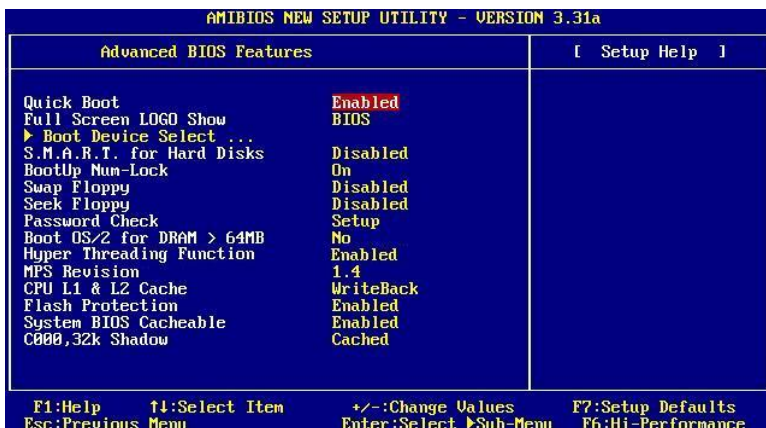 AMIBIOS NEW SETUP UTILITY - VERSION 3.31a
Advanced BIOS Features
[ Setup Help ]
Quick Boot Enabled
Full Screen LOGO Show BIOS
▶ Boot Device Select ...
S.M.A.R.T. for Hard Disks Disabled
BootUp Num-Lock On
Swap Floppy Disabled
Seek Floppy Disabled
Password Check Setup
Boot OS/2 for DRAM > 64MB No
Hyper Threading Function Enabled
MPS Revision 1.4
CPU L1 & L2 Cache WriteBack
Flash Protection Enabled
System BIOS Cacheable Enabled
C000,32k Shadow Cached
F1:Help ↑↓:Select Item +/-:Change Values F7:Setup Defaults
Esc:Previous Menu Enter:Select ▶Sub-Menu F6:Hi-Performance